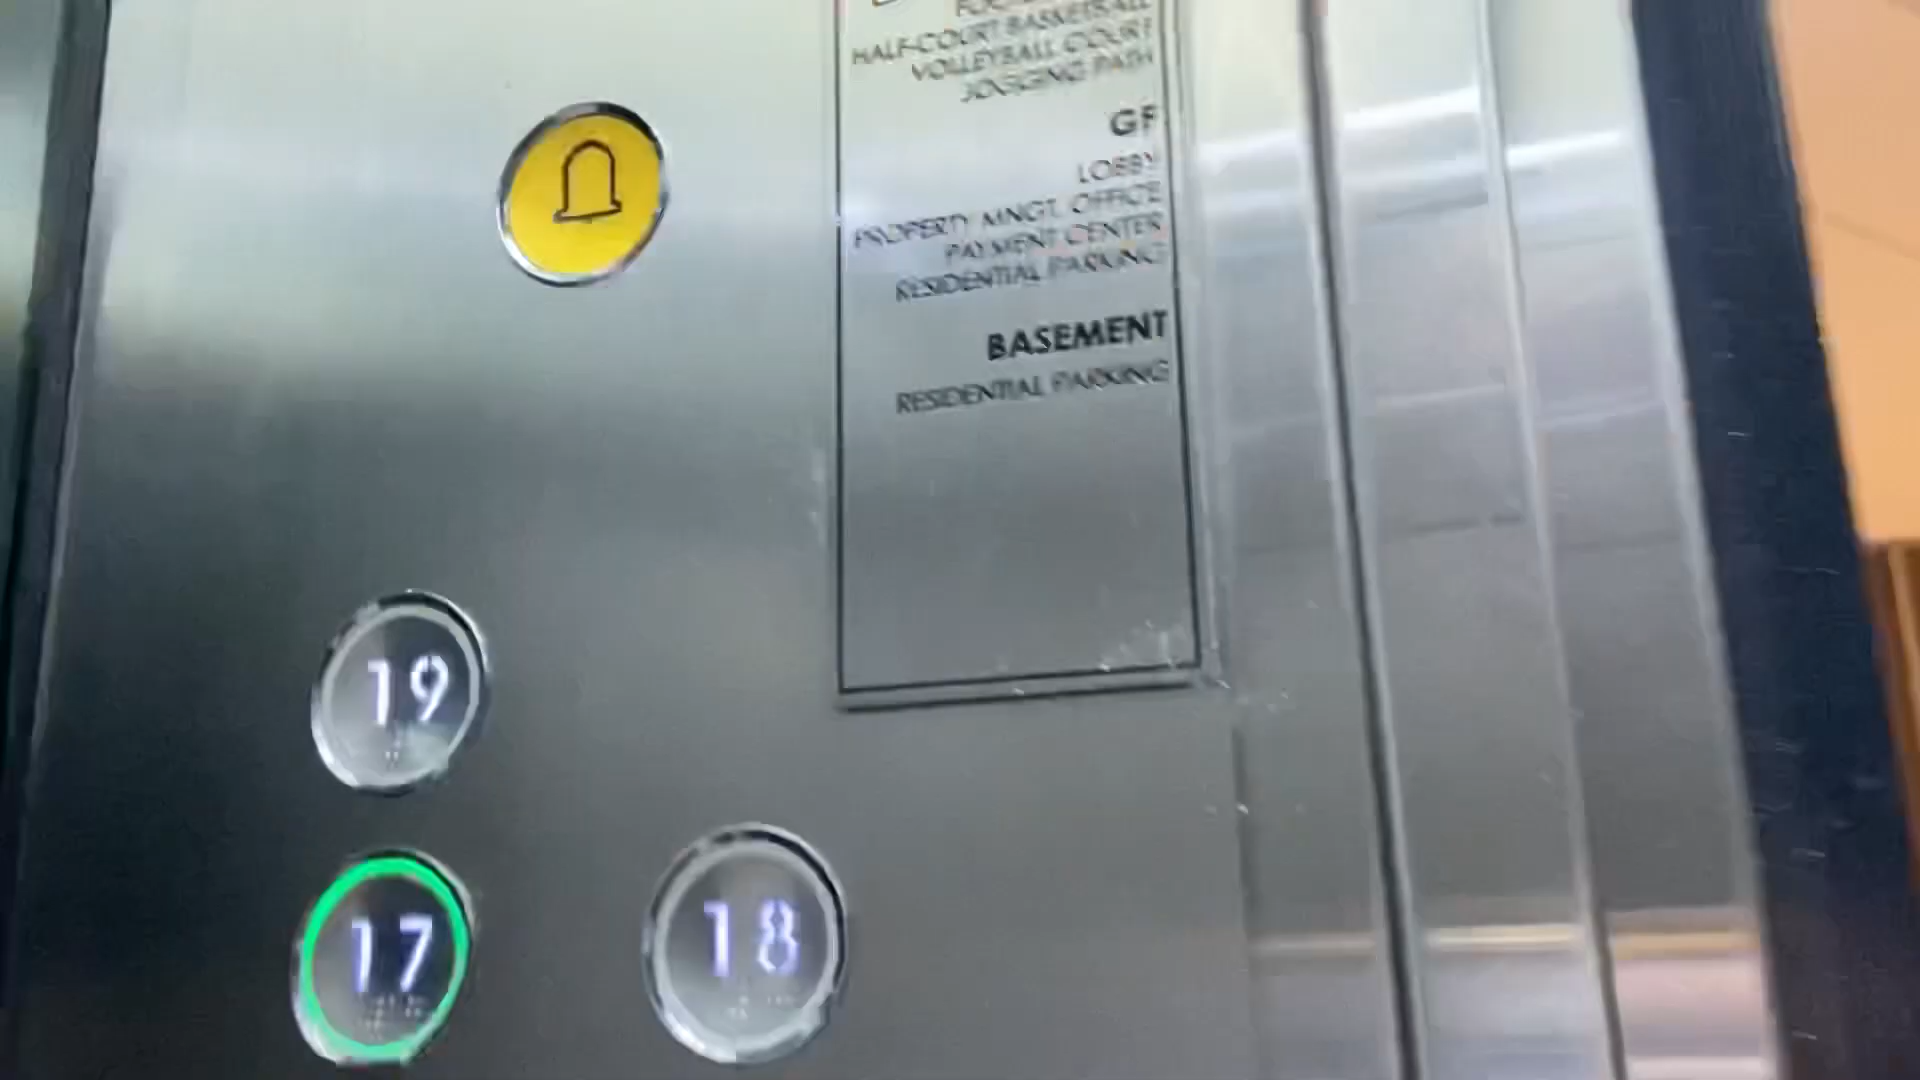 HALF-COURT BASKETBALL
VOLLEYBALL COURT
JOGGING PATH
GF
LOBBY
PROPERTY MNGT. OFFICE
PAYMENT CENTER
RESIDENTIAL PARKING
BASEMENT
RESIDENTIAL PARKING
19
17
18